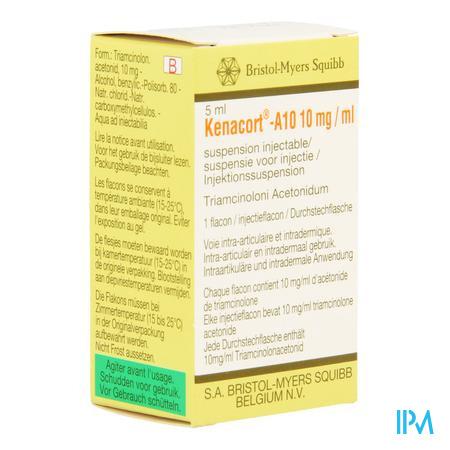 Form.: Triamcinolon.
acetonid, 10 mg -
Alcohol, benzylic.-Polisorb. 80 -
Natr. chlorid.-Natr.
carboxymethylcellulos. -
Aqua ad injectabilia
B
Lire la notice avant utilisation.
Voor het gebruik de bijsluiter lezen.
Packungsbeilage beachten.
Les flacons se conservent à
température ambiante (15-25°C),
dans leur emballage original. Eviter
l'exposition au gel.
De flesjes moeten bewaard worden
bij kamertemperatuur (15-25°C) in
de originele verpakking. Blootstelling
aan diepvriestemperaturen vermijden.
Die Flakons müssen bei
Zimmertemperatur (15 bis 25°C)
in der Originalverpackung
aufbewahrt werden.
Nicht Frost aussetzen.
Agiter avant l'usage.
Schudden voor gebruik.
Vor Gebrauch schütteln.
Bristol-Myers Squibb
5 ml
Kenacort®-A10 10 mg / ml
suspension injectable/
suspensie voor injectie /
Injektionssuspension
Triamcinoloni Acetonidum
1 flacon / injectieflacon / Durchstechflasche
Voie intra-articulaire et intradermique.
Intra-articulair en intradermaal gebruik.
Intraartikuläre und intradermale Anwendung
Chaque flacon contient 10 mg/ml d'acétonide
de triamcinolone
Elke injectieflacon bevat 10 mg/ml triamcinolone
acetonide
Jede Durchstechflasche enthält
10mg/ml Triamcinolonacetonid
S.A. BRISTOL-MYERS SQUIBB
BELGIUM N.V.
IPM